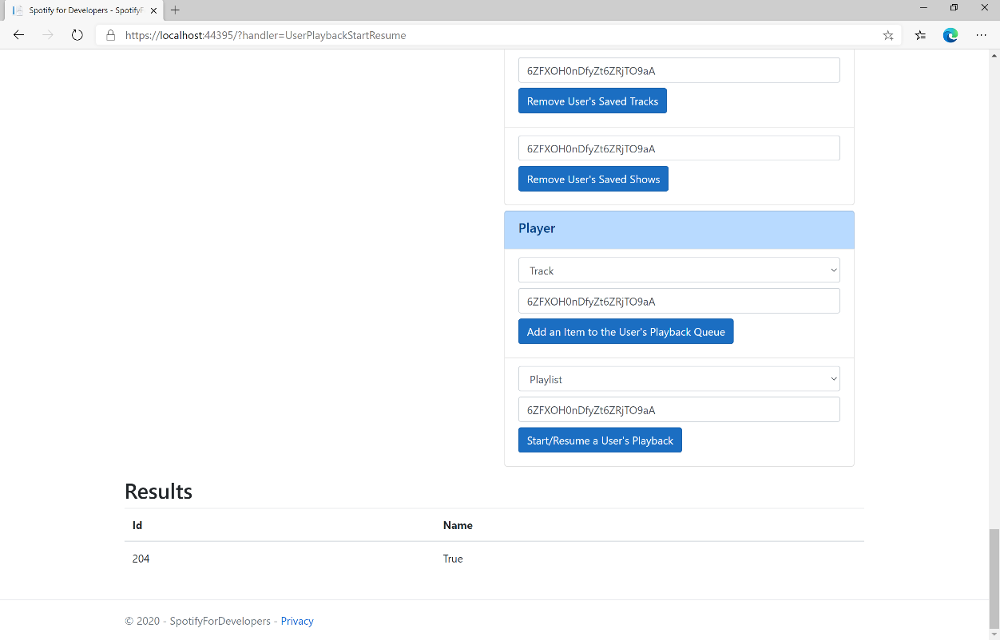 Spotify for Developers - SpotifyF
https://localhost:44395/?handler=UserPlaybackStartResume
6ZFXOH0nDfyZt6ZRjTO9aA
Remove User's Saved Tracks
6ZFXOH0nDfyZt6ZRjTO9aA
Remove User's Saved Shows
Player
Track
6ZFXOH0nDfyZt6ZRjTO9aA
Add an Item to the User's Playback Queue
Playlist
6ZFXOH0nDfyZt6ZRjTO9aA
Start/Resume a User's Playback
Results
Id Name
204 True
© 2020 - SpotifyForDevelopers - Privacy